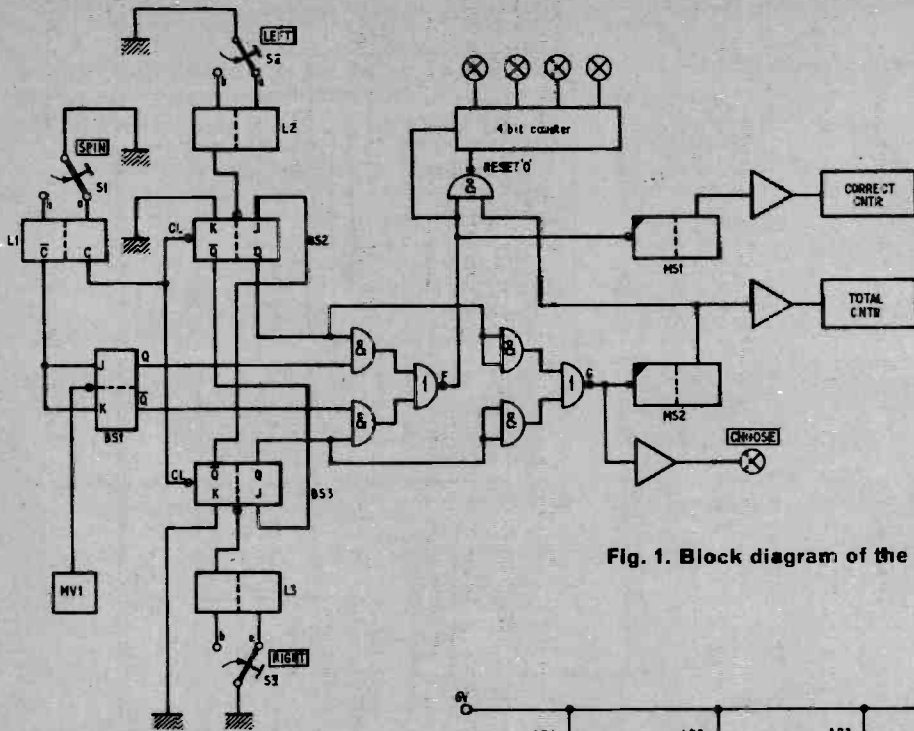 LEFT
S2
b
a
L2
4 bit counter
SPIN
S1
RESET '0'
&
b
a
CORRECT
CNTR
L1
C̅
C
CL
K
J
Q̅
Q
BS2
MS1
TOTAL
CNTR
&
&
J
Q
K
Q̅
BS1
1
F
1
G
&
&
MS2
CHOOSE
CL
Q̅
Q
K
J
BS3
MV1
L3
b
a
RIGHT
S3
Fig. 1. Block diagram of the
6V